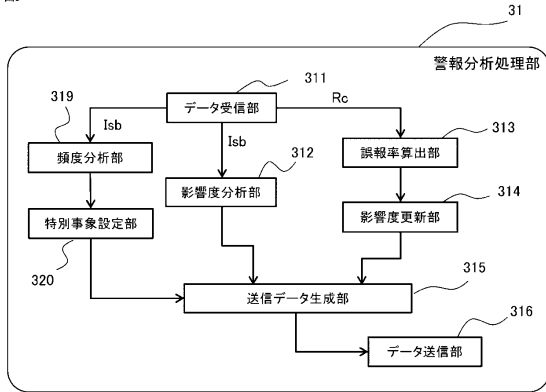 31
警報分析処理部
311
データ受信部
319
Isb
Isb
Rc
頻度分析部
312
影響度分析部
313
誤報率算出部
特別事象設定部
320
314
影響度更新部
315
送信データ生成部
316
データ送信部